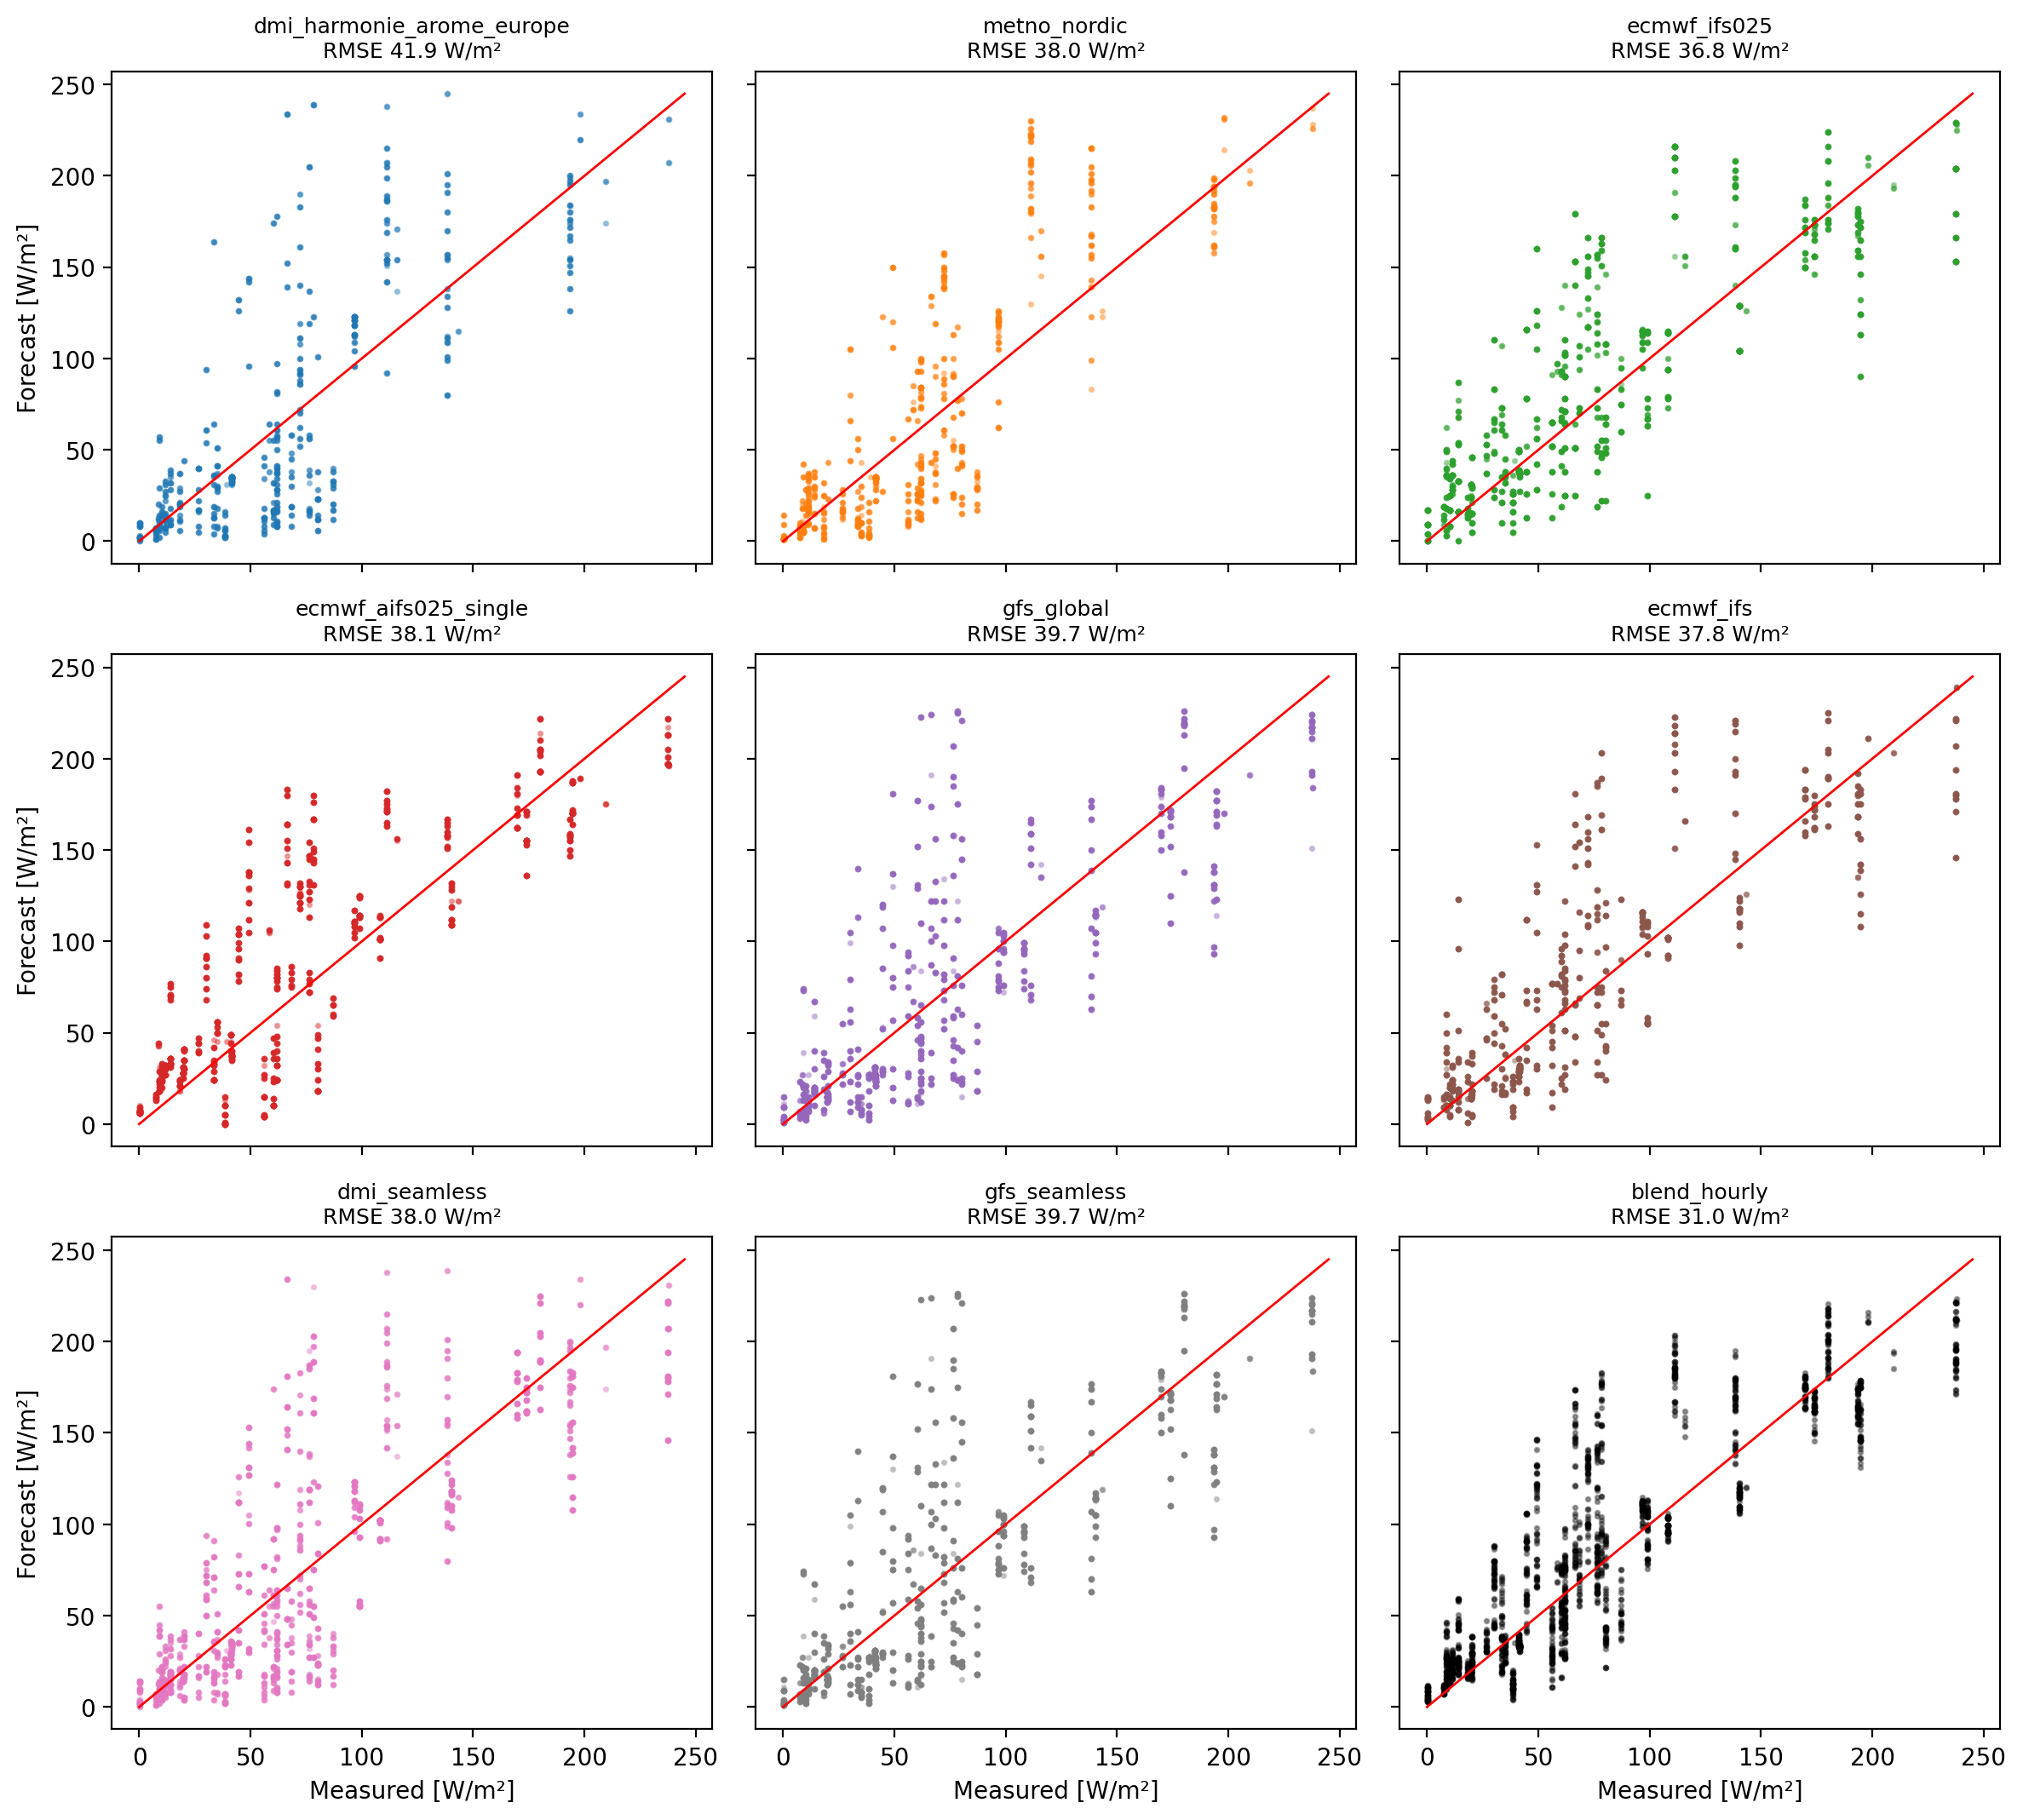 dmi_harmonie_arome_europe
RMSE 41.9 W/m²
metno_nordic
RMSE 38.0 W/m²
ecmwf_ifs025
RMSE 36.8 W/m²
Forecast [W/m²]
250
200
150
100
50
0
ecmwf_aifs025_single
RMSE 38.1 W/m²
gfs_global
RMSE 39.7 W/m²
ecmwf_ifs
RMSE 37.8 W/m²
Forecast [W/m²]
250
200
150
100
50
0
dmi_seamless
RMSE 38.0 W/m²
gfs_seamless
RMSE 39.7 W/m²
blend_hourly
RMSE 31.0 W/m²
Forecast [W/m²]
250
200
150
100
50
0
0 50 100 150 200 250
Measured [W/m²]
0 50 100 150 200 250
Measured [W/m²]
0 50 100 150 200 250
Measured [W/m²]